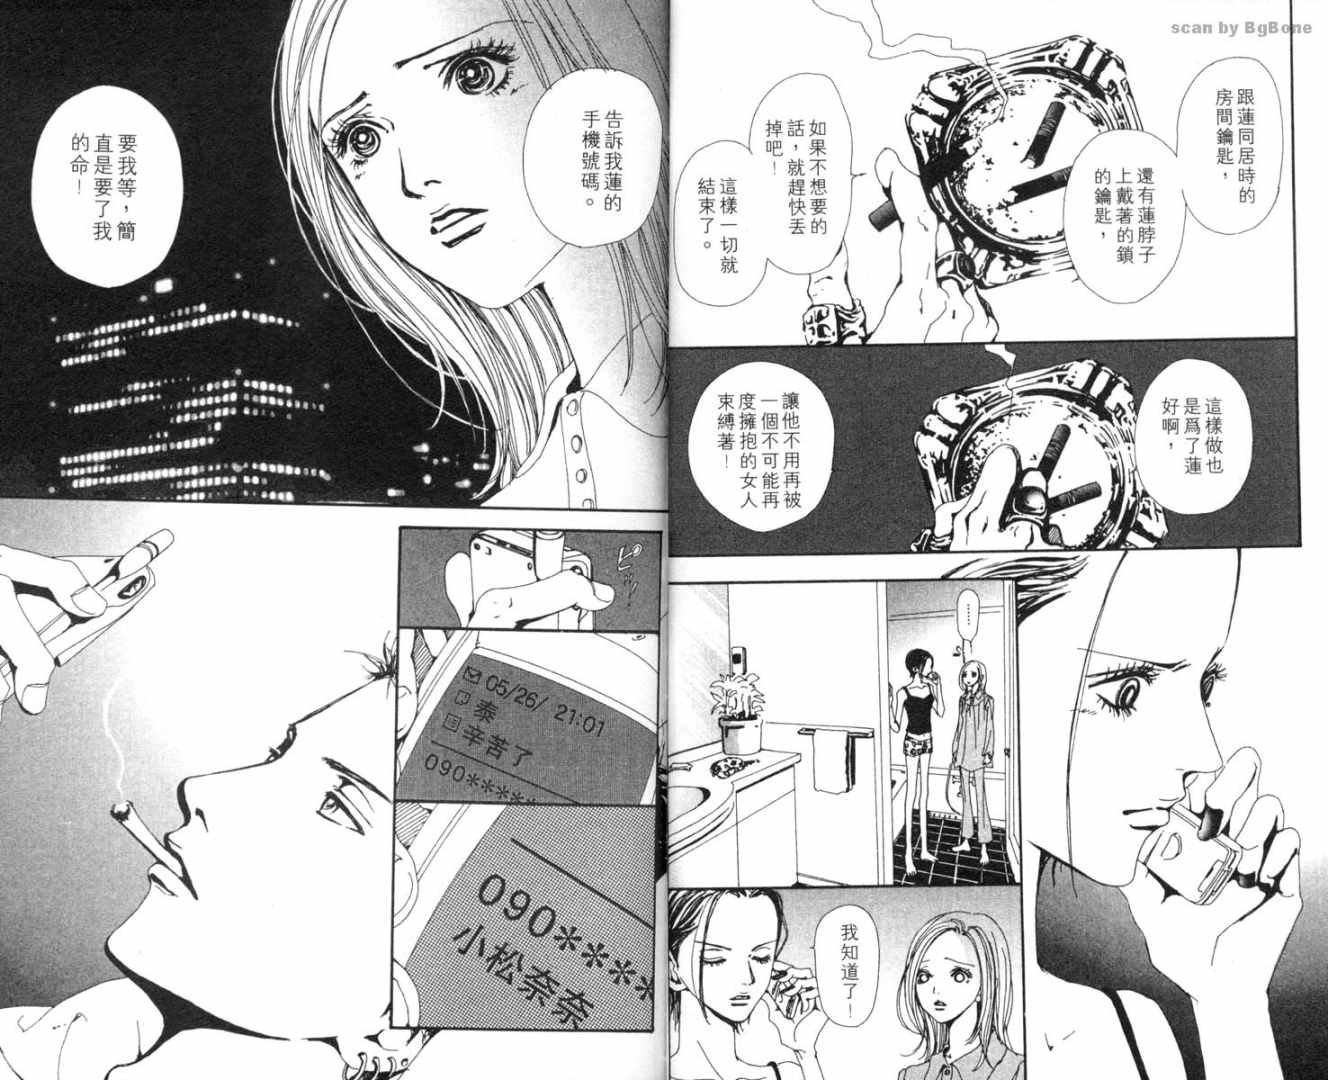 scan by BgBone
跟蓮同居時的
房間鑰匙，
還有蓮脖子
上戴著的鎖
的鑰匙，
如果不想要的
話，就趕快丟
掉吧！
這樣一切就
結束了。
這樣做也
是爲了蓮
好啊，
讓他不用再被
一個不可能再
度擁抱的女人
束縛著！
……
我知道了！
告訴我蓮的
手機號碼。
要我等，簡
直是要了我
的命！
ピッ!
05/26/ 21:01
泰
辛苦了
090*****
090****
小松奈奈